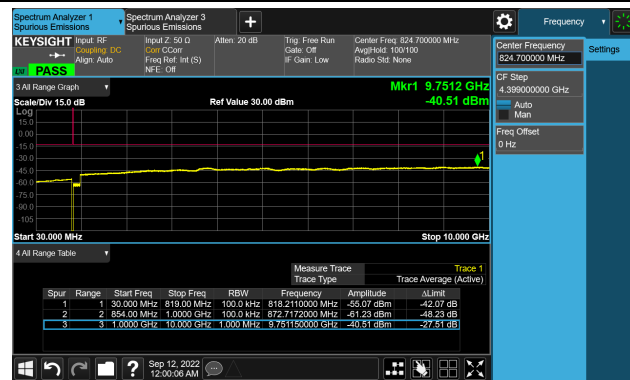 Spectrum Analyzer 1
Spurious Emissions
Spectrum Analyzer 3
Spurious Emissions
Frequency
KEYSIGHT
Input: RF
Coupling: DC
Align: Auto
Input Z: 50 Ω
Corr CCorr
Freq Ref: Int (S)
NFE: Off
Atten: 20 dB
Trig: Free Run
Gate: Off
IF Gain: Low
Center Freq: 824.700000 MHz
Avg|Hold: 100/100
Radio Std: None
PASS
Center Frequency
824.700000 MHz
Settings
CF Step
4.399000000 GHz
Auto
Man
Freq Offset
0 Hz
3 All Range Graph
Mkr1 9.7512 GHz
Scale/Div 15.0 dB
Ref Value 30.00 dBm
-40.51 dBm
Log
15.0
0.00
-15.0
-30.0
-45.0
-60.0
-75.0
-90.0
-105
1
Start 30.000 MHz
Stop 10.000 GHz
4 All Range Table
Measure Trace Trace 1
Trace Type Trace Average (Active)
Spur Range Start Freq Stop Freq RBW Frequency Amplitude ΔLimit
1 1 30.000 MHz 819.00 MHz 100.0 kHz 818.2110000 MHz -55.07 dBm -42.07 dB
2 2 854.00 MHz 1.0000 GHz 100.0 kHz 872.7172000 MHz -61.23 dBm -48.23 dB
3 3 1.0000 GHz 10.000 GHz 1.000 MHz 9.751150000 GHz -40.51 dBm -27.51 dB
Sep 12, 2022
12:00:06 AM